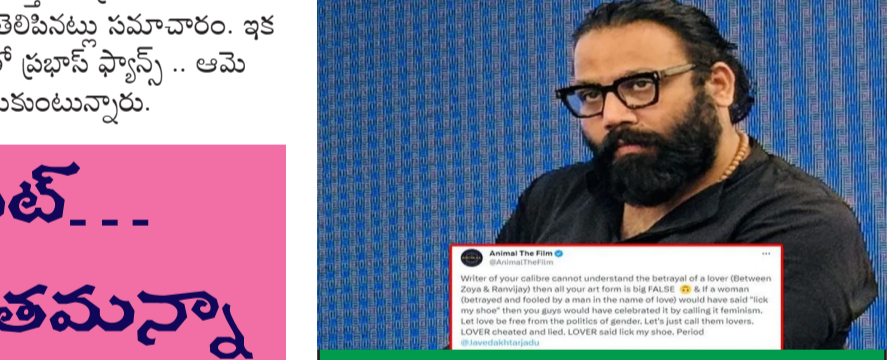 తెలిపినట్లు సమాచారం. ఇక
ప్రభాస్ ఫ్యాన్స్ .. ఆమె
తమన్నా
Animal The Film
@AnimalTheFilm
Writer of your calibre cannot understand the betrayal of a lover (Between
Zoya & Ranvijay) then all your art form is big FALSE 🙃 & If a woman
(betrayed and fooled by a man in the name of love) would have said "lick
my shoe" then you guys would have celebrated it by calling it feminism.
Let love be free from the politics of gender. Let's just call them lovers.
LOVER cheated and lied. LOVER said lick my shoe. Period
@Javedakhtarjadu